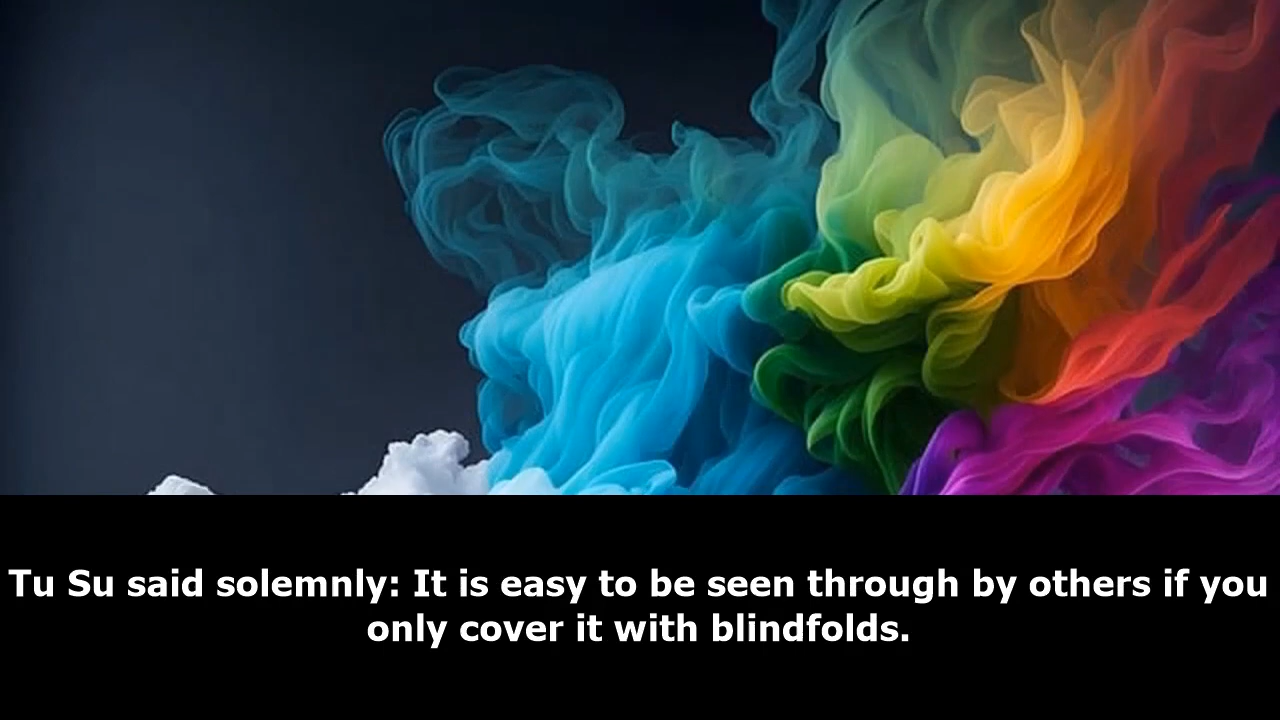 Tu Su said solemnly: It is easy to be seen through by others if you
only cover it with blindfolds.